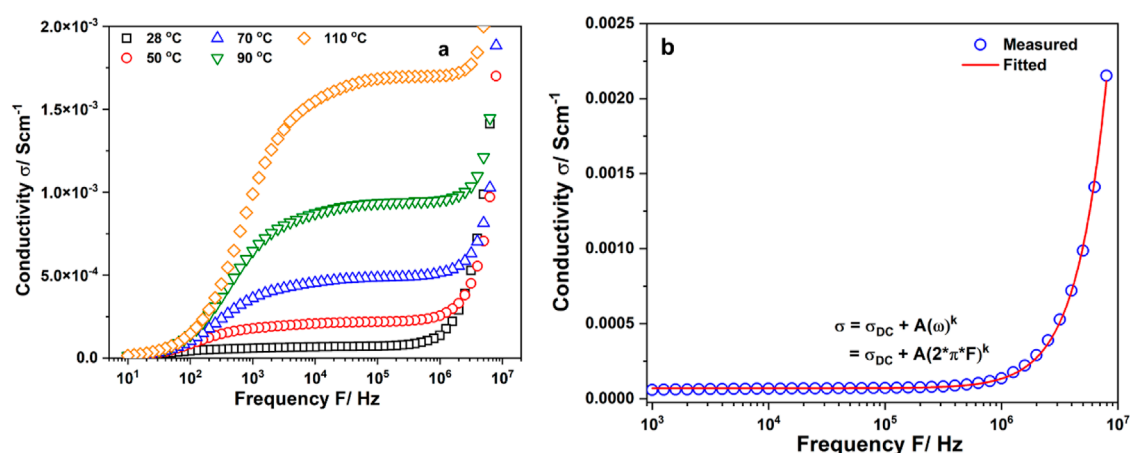 a
28 °C 70 °C 110 °C
50 °C 90 °C
2.0×10⁻³
1.5×10⁻³
1.0×10⁻³
5.0×10⁻⁴
0.0
Conductivity σ/ Scm⁻¹
10¹ 10² 10³ 10⁴ 10⁵ 10⁶ 10⁷
Frequency F/ Hz
b
Measured
Fitted
0.0025
0.0020
0.0015
0.0010
0.0005
0.0000
Conductivity σ/ Scm⁻¹
σ = σ_DC + A(ω)ᵏ
= σ_DC + A(2*π*F)ᵏ
10³ 10⁴ 10⁵ 10⁶ 10⁷
Frequency F/ Hz